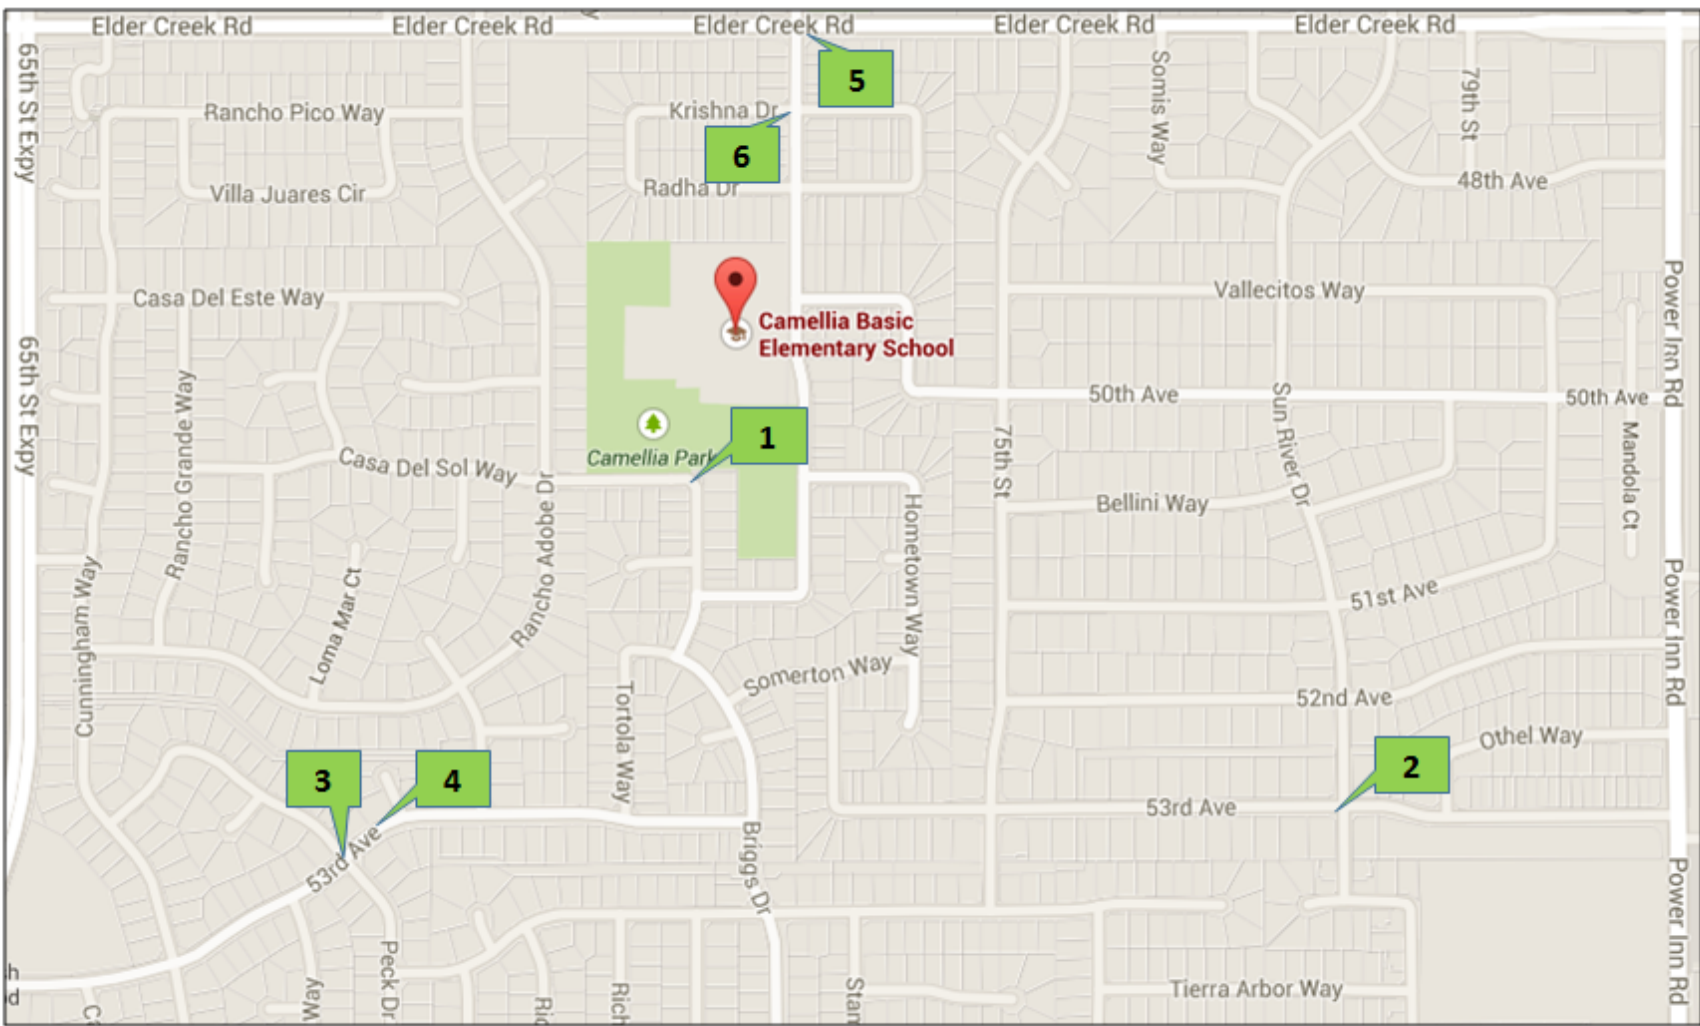 Elder Creek Rd
Elder Creek Rd
Elder Creek Rd
Elder Creek Rd
Elder Creek Rd
65th St Expy
5
Somis Way
79th St
Rancho Pico Way
Krishna Dr
6
Villa Juares Cir
Radha Dr
48th Ave
Casa Del Este Way
Vallecitos Way
Power Inn Rd
Camellia Basic
Elementary School
65th St Expy
Rancho Grande Way
50th Ave
50th Ave
Sun River Dr
1
Camellia Park
Casa Del Sol Way
75th St
Mandola Ct
Bellini Way
Rancho Adobe Dr
Hometown Way
Cunningham Way
Loma Mar Ct
51st Ave
Power Inn Rd
Somerton Way
Tortola Way
52nd Ave
Othel Way
3
4
2
53rd Ave
53rd Ave
Briggs Dr
Power Inn Rd
Peck Dr
Way
Ric
Rich
Stan
Tierra Arbor Way
h
d